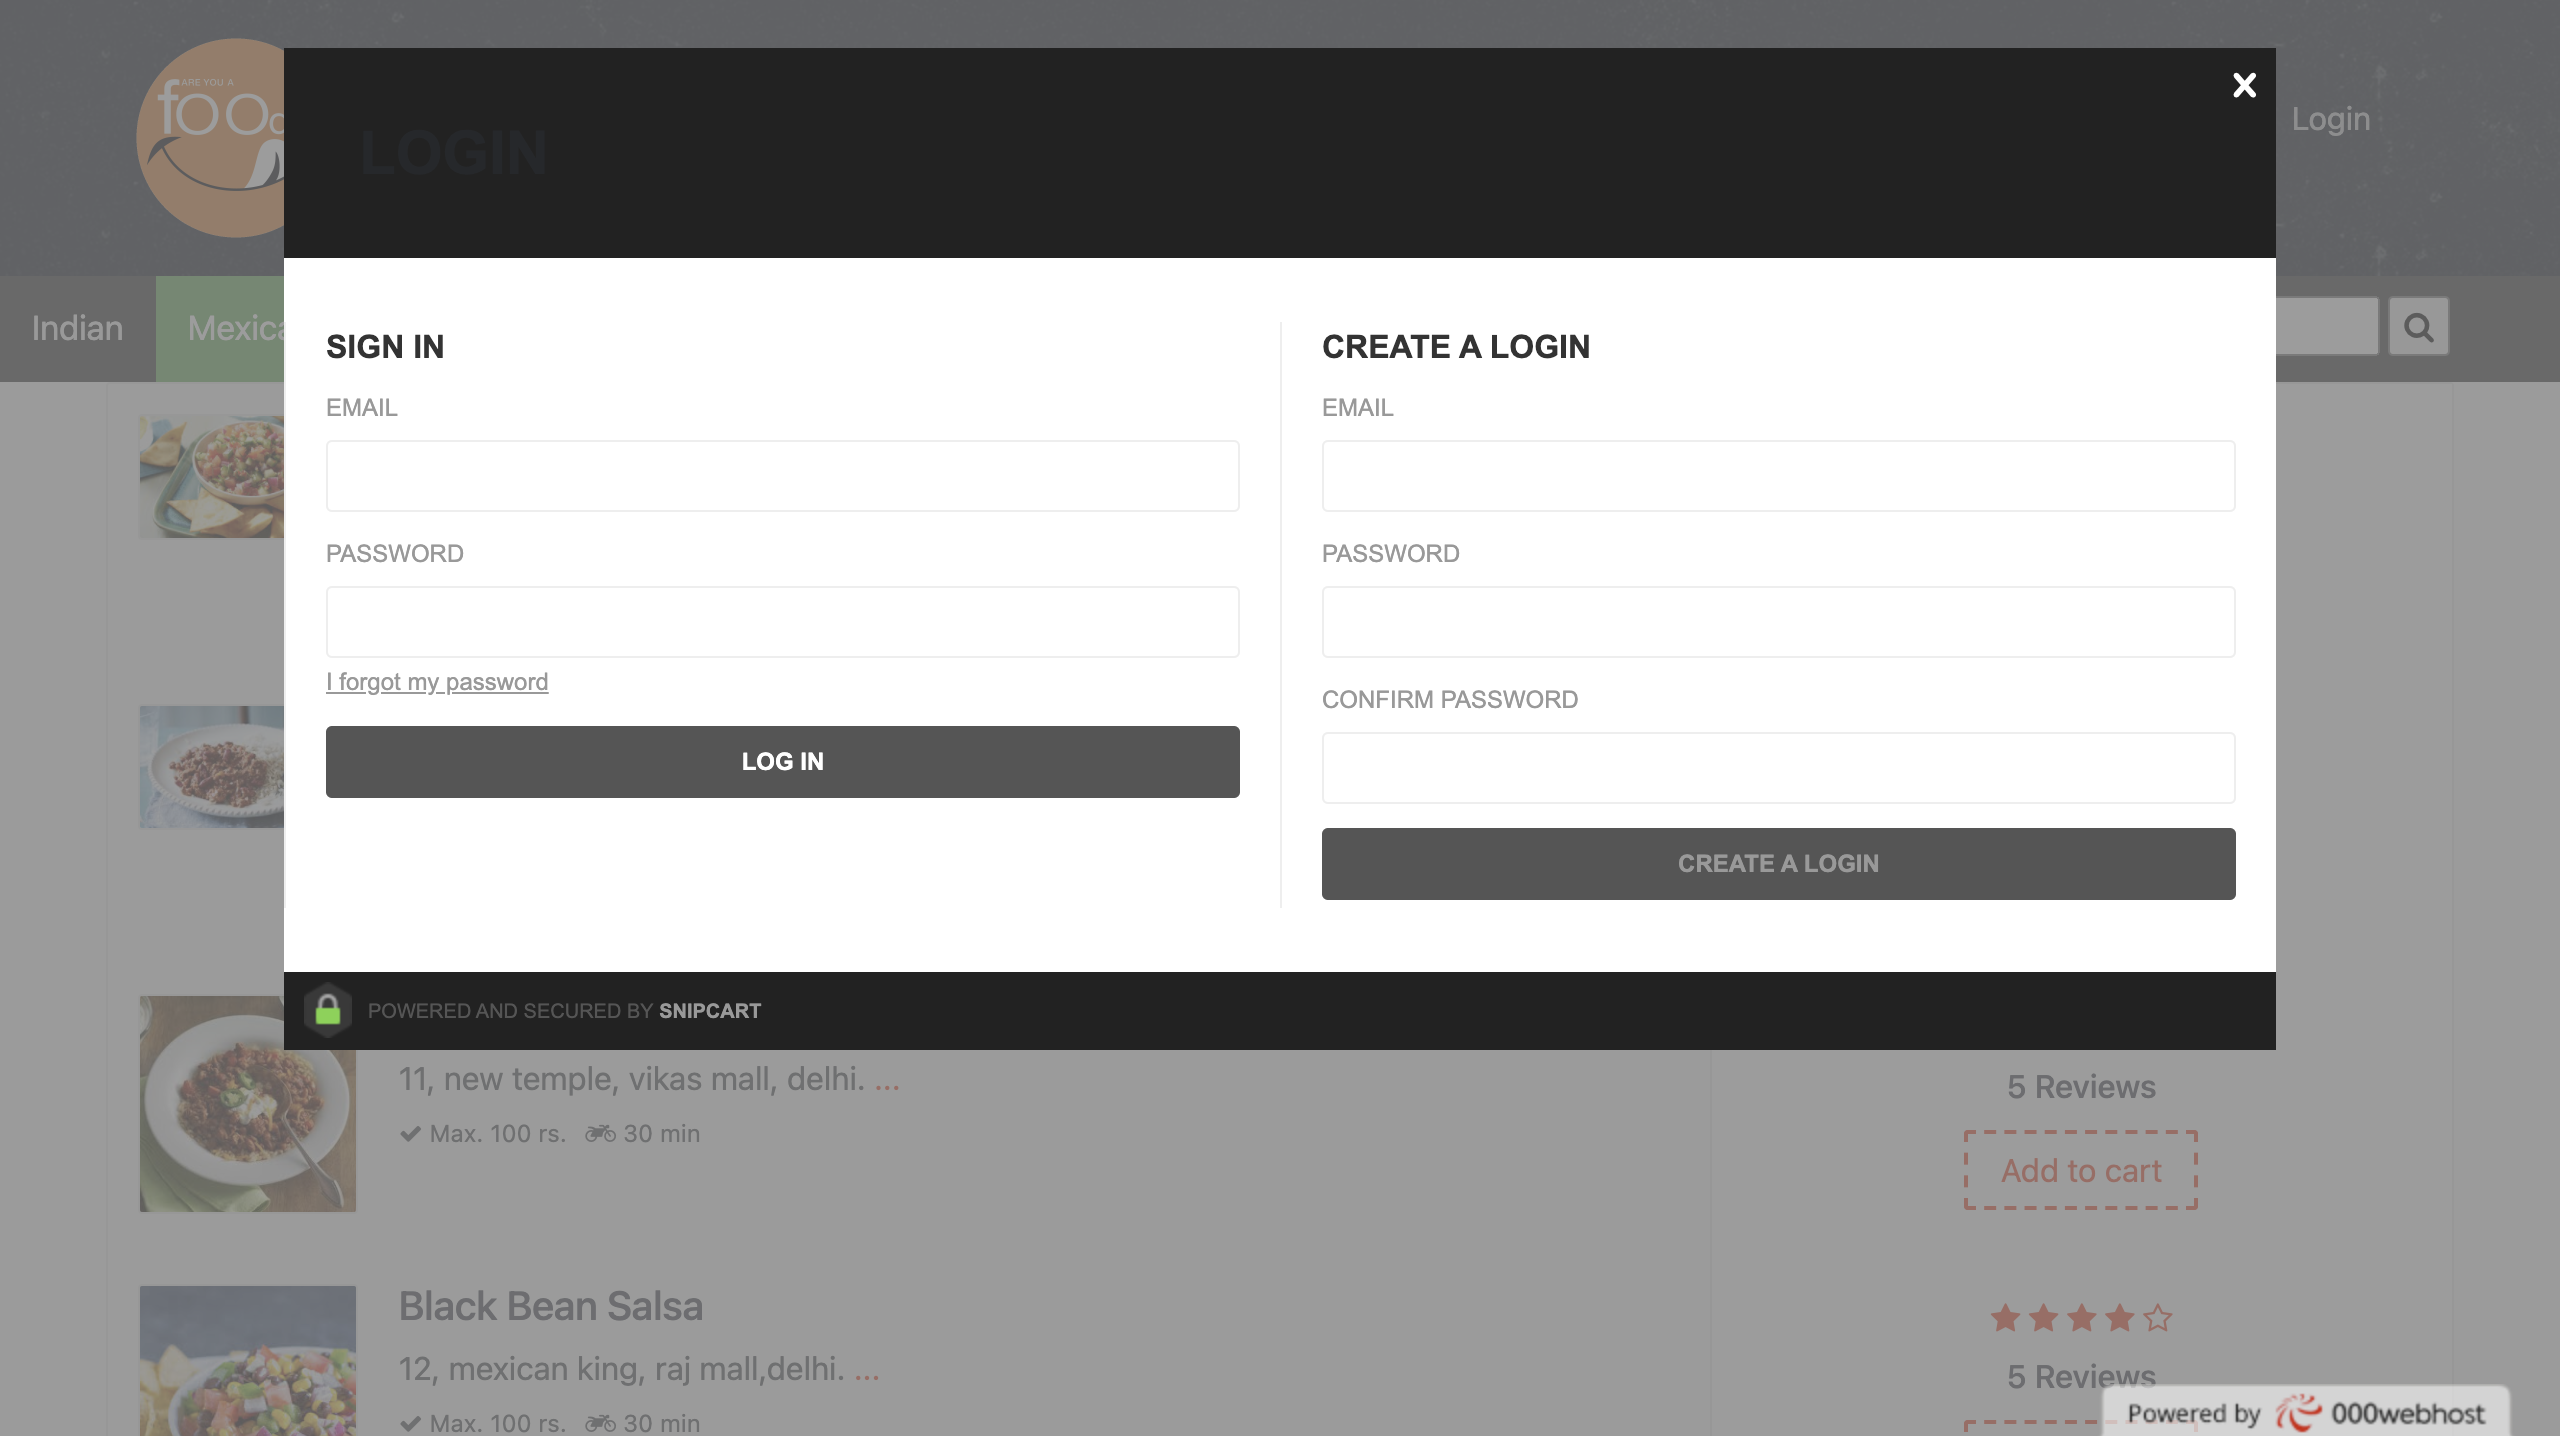 ARE YOU A
LOGIN
Login
Indian
SIGN IN
EMAIL
PASSWORD
I forgot my password
LOG IN
CREATE A LOGIN
EMAIL
PASSWORD
CONFIRM PASSWORD
CREATE A LOGIN
POWERED AND SECURED BY SNIPCART
11, new temple, vikas mall, delhi. ...
Max. 100 rs. 30 min
5 Reviews
Add to cart
Black Bean Salsa
12, mexican king, raj mall,delhi. ...
Max. 100 rs. 30 min
5 Reviews
Powered by 000webhost